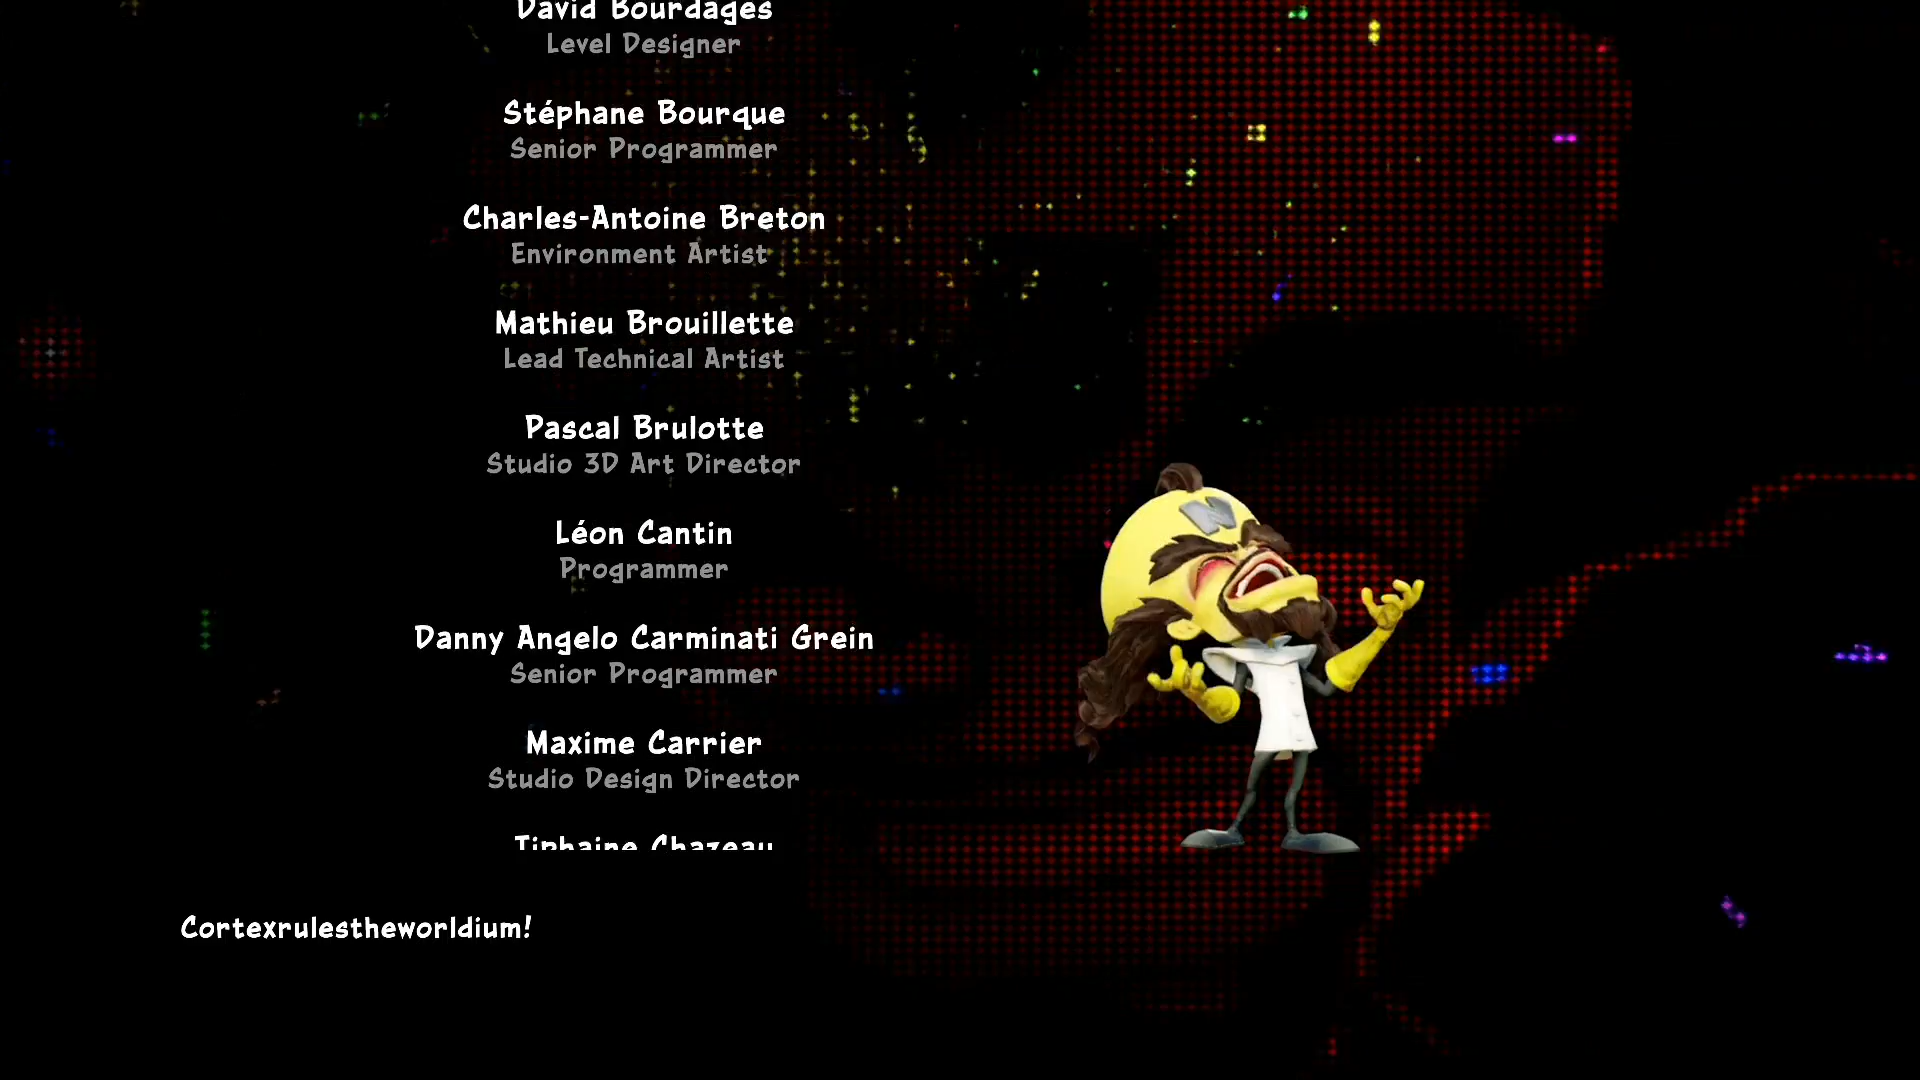 David Bourdages
Level Designer
Stéphane Bourque
Senior Programmer
Charles-Antoine Breton
Environment Artist
Mathieu Brouillette
Lead Technical Artist
Pascal Brulotte
Studio 3D Art Director
Léon Cantin
Programmer
Danny Angelo Carminati Grein
Senior Programmer
Maxime Carrier
Studio Design Director
Tiphaine Chazeau
Cortexrulestheworldium!
N